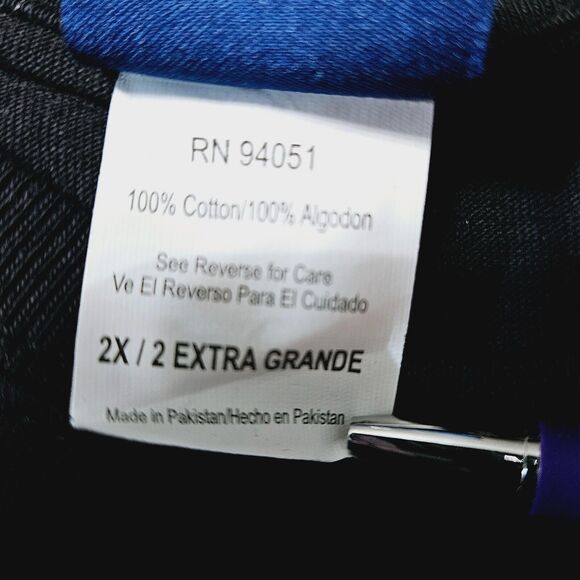 RN 94051
100% Cotton/100% Algodon
See Reverse for Care
Ve El Reverso Para El Cuidado
2X / 2 EXTRA GRANDE
Made in Pakistan/Hecho en Pakistan